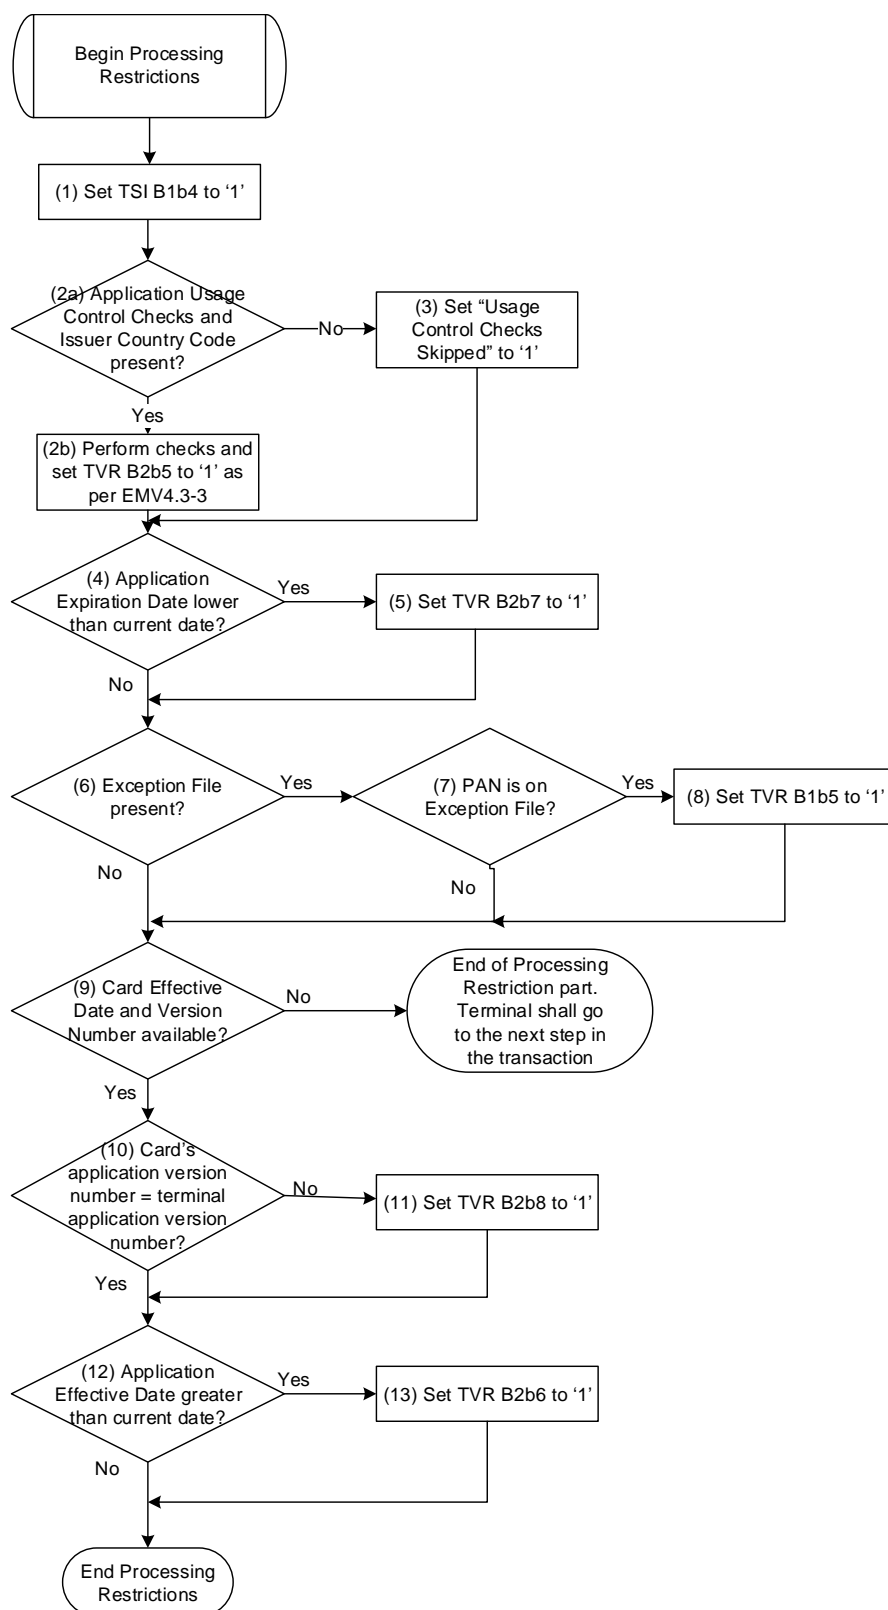 Begin Processing
Restrictions
(1) Set TSI B1b4 to ‘1’
(2a) Application Usage
Control Checks and
Issuer Country Code
present?
No
(3) Set “Usage
Control Checks
Skipped” to ‘1’
Yes
(2b) Perform checks and
set TVR B2b5 to ‘1’ as
per EMV4.3-3
(4) Application
Expiration Date lower
than current date?
Yes
(5) Set TVR B2b7 to ‘1’
No
(6) Exception File
present?
Yes
(7) PAN is on
Exception File?
Yes
(8) Set TVR B1b5 to ‘1’
No
No
(9) Card Effective
Date and Version
Number available?
No
End of Processing
Restriction part.
Terminal shall go
to the next step in
the transaction
Yes
(10) Card’s
application version
number = terminal
application version
number?
No
(11) Set TVR B2b8 to ‘1’
Yes
(12) Application
Effective Date greater
than current date?
Yes
(13) Set TVR B2b6 to ‘1’
No
End Processing
Restrictions